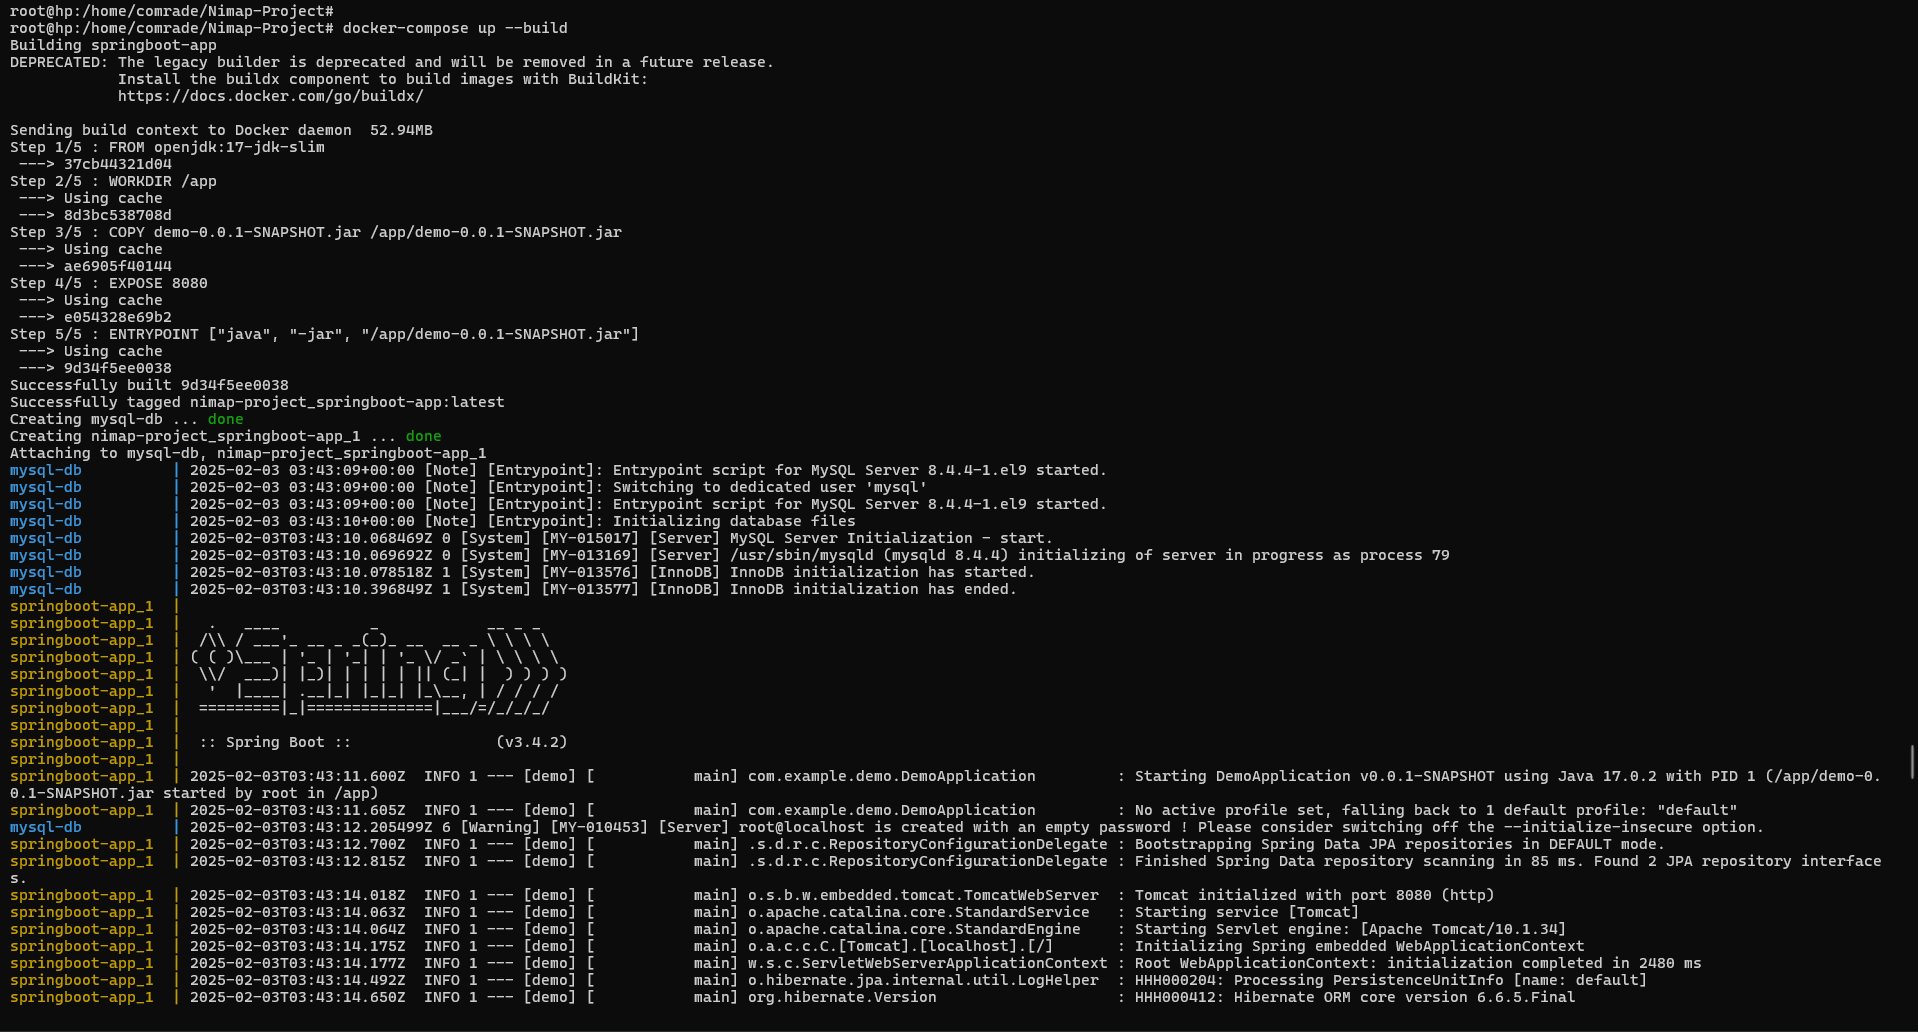 root@hp:/home/comrade/Nimap-Project#
root@hp:/home/comrade/Nimap-Project# docker-compose up --build
Building springboot-app
DEPRECATED: The legacy builder is deprecated and will be removed in a future release.
            Install the buildx component to build images with BuildKit:
            https://docs.docker.com/go/buildx/

Sending build context to Docker daemon  52.94MB
Step 1/5 : FROM openjdk:17-jdk-slim
 ---> 37cb44321d04
Step 2/5 : WORKDIR /app
 ---> Using cache
 ---> 8d3bc538708d
Step 3/5 : COPY demo-0.0.1-SNAPSHOT.jar /app/demo-0.0.1-SNAPSHOT.jar
 ---> Using cache
 ---> ae6905f40144
Step 4/5 : EXPOSE 8080
 ---> Using cache
 ---> e054328e69b2
Step 5/5 : ENTRYPOINT ["java", "-jar", "/app/demo-0.0.1-SNAPSHOT.jar"]
 ---> Using cache
 ---> 9d34f5ee0038
Successfully built 9d34f5ee0038
Successfully tagged nimap-project_springboot-app:latest
Creating mysql-db ... done
Creating nimap-project_springboot-app_1 ... done
Attaching to mysql-db, nimap-project_springboot-app_1
mysql-db          | 2025-02-03 03:43:09+00:00 [Note] [Entrypoint]: Entrypoint script for MySQL Server 8.4.4-1.el9 started.
mysql-db          | 2025-02-03 03:43:09+00:00 [Note] [Entrypoint]: Switching to dedicated user 'mysql'
mysql-db          | 2025-02-03 03:43:09+00:00 [Note] [Entrypoint]: Entrypoint script for MySQL Server 8.4.4-1.el9 started.
mysql-db          | 2025-02-03 03:43:10+00:00 [Note] [Entrypoint]: Initializing database files
mysql-db          | 2025-02-03T03:43:10.068469Z 0 [System] [MY-015017] [Server] MySQL Server Initialization - start.
mysql-db          | 2025-02-03T03:43:10.069692Z 0 [System] [MY-013169] [Server] /usr/sbin/mysqld (mysqld 8.4.4) initializing of server in progress as process 79
mysql-db          | 2025-02-03T03:43:10.078518Z 1 [System] [MY-013576] [InnoDB] InnoDB initialization has started.
mysql-db          | 2025-02-03T03:43:10.396849Z 1 [System] [MY-013577] [InnoDB] InnoDB initialization has ended.
springboot-app_1  |
springboot-app_1  |   .   ____          _            __ _ _
springboot-app_1  |  /\\ / ___'_ __ _ _(_)_ __  __ _ \ \ \ \
springboot-app_1  | ( ( )\___ | '_ | '_| | '_ \/ _` | \ \ \ \
springboot-app_1  |  \\/  ___)| |_)| | | | | || (_| |  ) ) ) )
springboot-app_1  |   '  |____| .__|_| |_|_| |_\__, | / / / /
springboot-app_1  |  =========|_|==============|___/=/_/_/_/
springboot-app_1  |
springboot-app_1  |  :: Spring Boot ::                (v3.4.2)
springboot-app_1  |
springboot-app_1  | 2025-02-03T03:43:11.600Z  INFO 1 --- [demo] [           main] com.example.demo.DemoApplication         : Starting DemoApplication v0.0.1-SNAPSHOT using Java 17.0.2 with PID 1 (/app/demo-0.
0.1-SNAPSHOT.jar started by root in /app)
springboot-app_1  | 2025-02-03T03:43:11.605Z  INFO 1 --- [demo] [           main] com.example.demo.DemoApplication         : No active profile set, falling back to 1 default profile: "default"
mysql-db          | 2025-02-03T03:43:12.205499Z 6 [Warning] [MY-010453] [Server] root@localhost is created with an empty password ! Please consider switching off the --initialize-insecure option.
springboot-app_1  | 2025-02-03T03:43:12.700Z  INFO 1 --- [demo] [           main] .s.d.r.c.RepositoryConfigurationDelegate : Bootstrapping Spring Data JPA repositories in DEFAULT mode.
springboot-app_1  | 2025-02-03T03:43:12.815Z  INFO 1 --- [demo] [           main] .s.d.r.c.RepositoryConfigurationDelegate : Finished Spring Data repository scanning in 85 ms. Found 2 JPA repository interface
s.
springboot-app_1  | 2025-02-03T03:43:14.018Z  INFO 1 --- [demo] [           main] o.s.b.w.embedded.tomcat.TomcatWebServer  : Tomcat initialized with port 8080 (http)
springboot-app_1  | 2025-02-03T03:43:14.063Z  INFO 1 --- [demo] [           main] o.apache.catalina.core.StandardService   : Starting service [Tomcat]
springboot-app_1  | 2025-02-03T03:43:14.064Z  INFO 1 --- [demo] [           main] o.apache.catalina.core.StandardEngine    : Starting Servlet engine: [Apache Tomcat/10.1.34]
springboot-app_1  | 2025-02-03T03:43:14.175Z  INFO 1 --- [demo] [           main] o.a.c.c.C.[Tomcat].[localhost].[/]       : Initializing Spring embedded WebApplicationContext
springboot-app_1  | 2025-02-03T03:43:14.177Z  INFO 1 --- [demo] [           main] w.s.c.ServletWebServerApplicationContext : Root WebApplicationContext: initialization completed in 2480 ms
springboot-app_1  | 2025-02-03T03:43:14.492Z  INFO 1 --- [demo] [           main] o.hibernate.jpa.internal.util.LogHelper  : HHH000204: Processing PersistenceUnitInfo [name: default]
springboot-app_1  | 2025-02-03T03:43:14.650Z  INFO 1 --- [demo] [           main] org.hibernate.Version                    : HHH000412: Hibernate ORM core version 6.6.5.Final